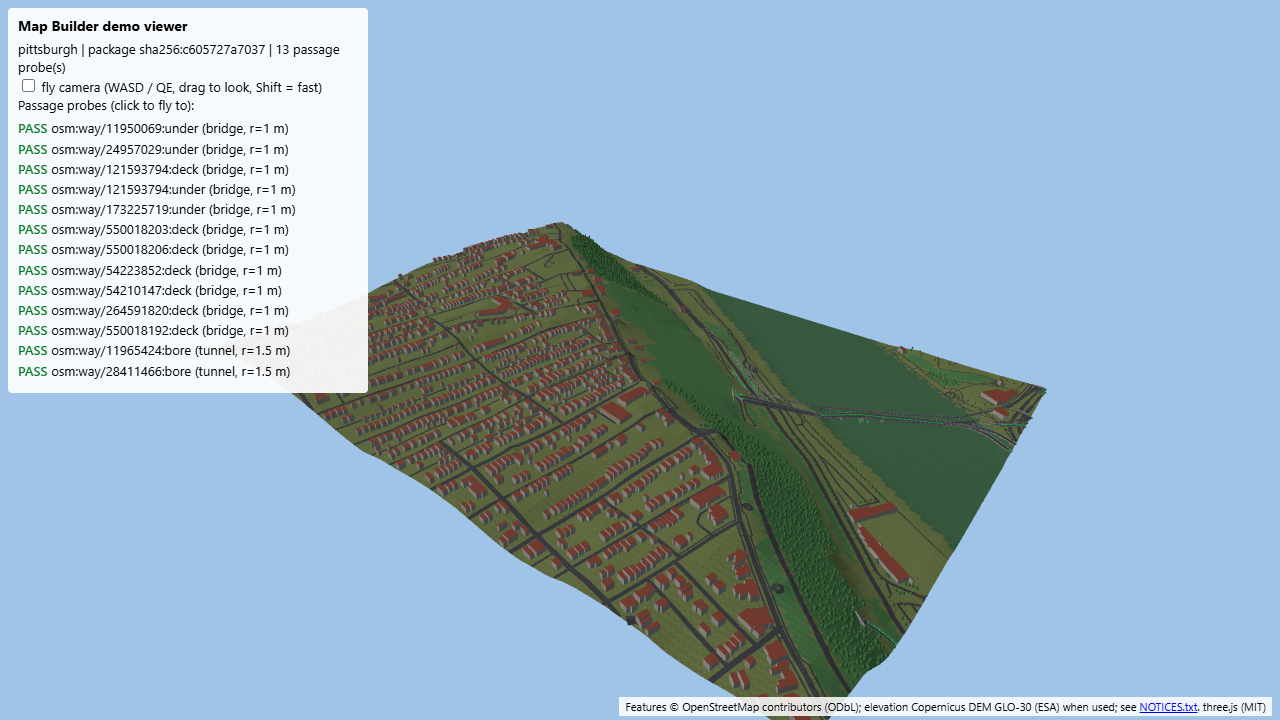 Map Builder demo viewer
pittsburgh | package sha256:c605727a7037 | 13 passage
probe(s)
fly camera (WASD / QE, drag to look, Shift = fast)
Passage probes (click to fly to):
PASS osm:way/11950069:under (bridge, r=1 m)
PASS osm:way/24957029:under (bridge, r=1 m)
PASS osm:way/121593794:deck (bridge, r=1 m)
PASS osm:way/121593794:under (bridge, r=1 m)
PASS osm:way/173225719:under (bridge, r=1 m)
PASS osm:way/550018203:deck (bridge, r=1 m)
PASS osm:way/550018206:deck (bridge, r=1 m)
PASS osm:way/54223852:deck (bridge, r=1 m)
PASS osm:way/54210147:deck (bridge, r=1 m)
PASS osm:way/264591820:deck (bridge, r=1 m)
PASS osm:way/550018192:deck (bridge, r=1 m)
PASS osm:way/11965424:bore (tunnel, r=1.5 m)
PASS osm:way/28411466:bore (tunnel, r=1.5 m)
Features © OpenStreetMap contributors (ODbL); elevation Copernicus DEM GLO-30 (ESA) when used; see NOTICES.txt. three.js (MIT)